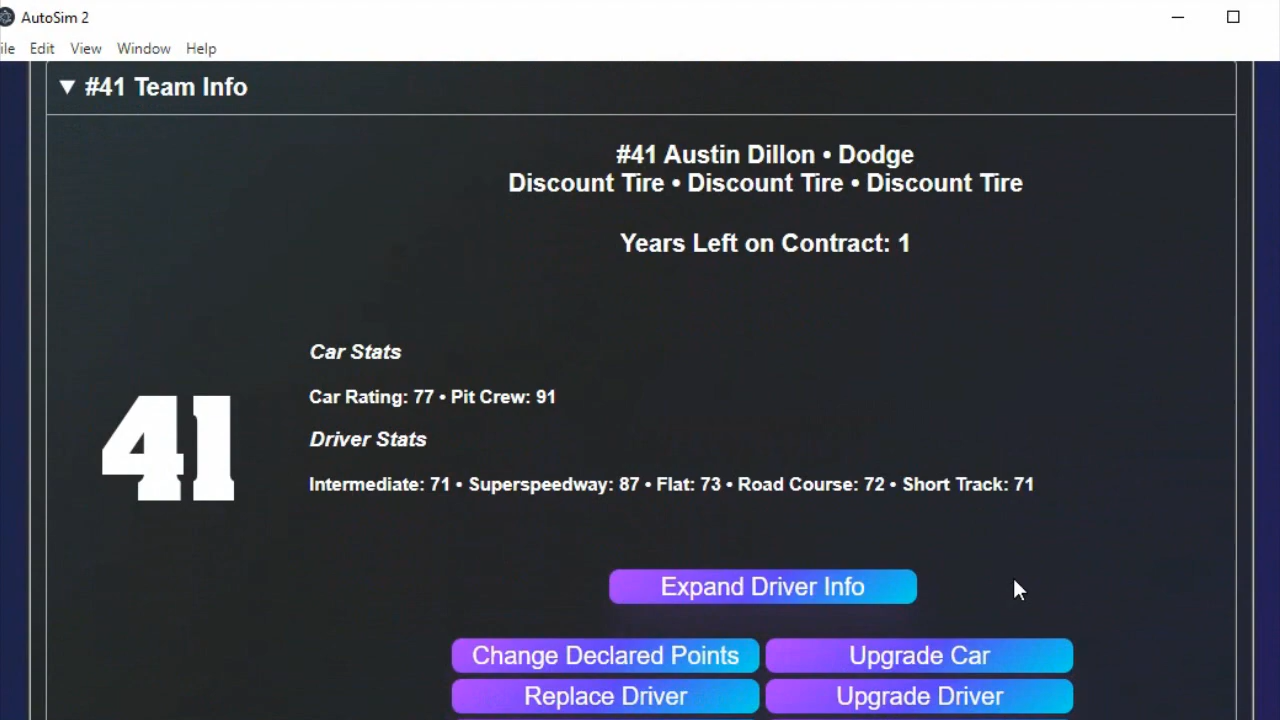 AutoSim 2
ile Edit View Window Help
▼ #41 Team Info
#41 Austin Dillon • Dodge
Discount Tire • Discount Tire • Discount Tire
Years Left on Contract: 1
Car Stats
Car Rating: 77 • Pit Crew: 91
Driver Stats
41
Intermediate: 71 • Superspeedway: 87 • Flat: 73 • Road Course: 72 • Short Track: 71
Expand Driver Info
Change Declared Points Upgrade Car
Replace Driver Upgrade Driver